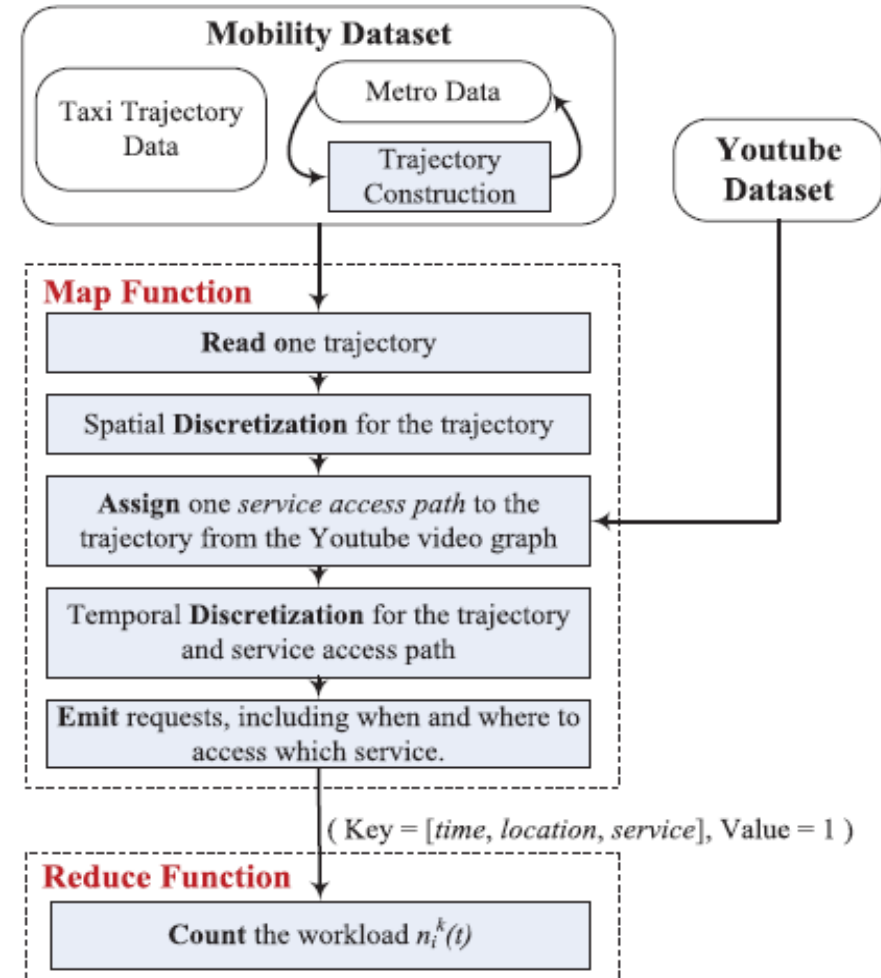 Mobility Dataset
Taxi Trajectory
Data
Metro Data
Trajectory
Construction
Youtube
Dataset
Map Function
Read one trajectory
Spatial Discretization for the trajectory
Assign one service access path to the
trajectory from the Youtube video graph
Temporal Discretization for the trajectory
and service access path
Emit requests, including when and where to
access which service.
( Key = [time, location, service], Value = 1 )
Reduce Function
Count the workload n_i^k(t)